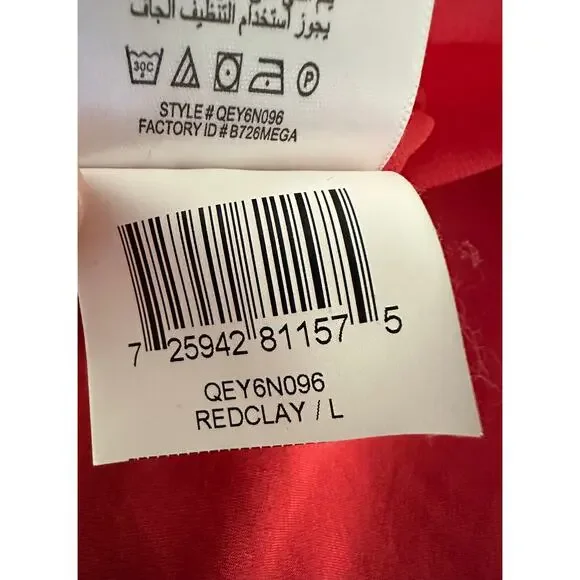 يجوز استخدام التنظيف الجاف
30C P
STYLE # QEY6N096
FACTORY ID # B726MEGA
7 25942 81157 5
QEY6N096
REDCLAY / L